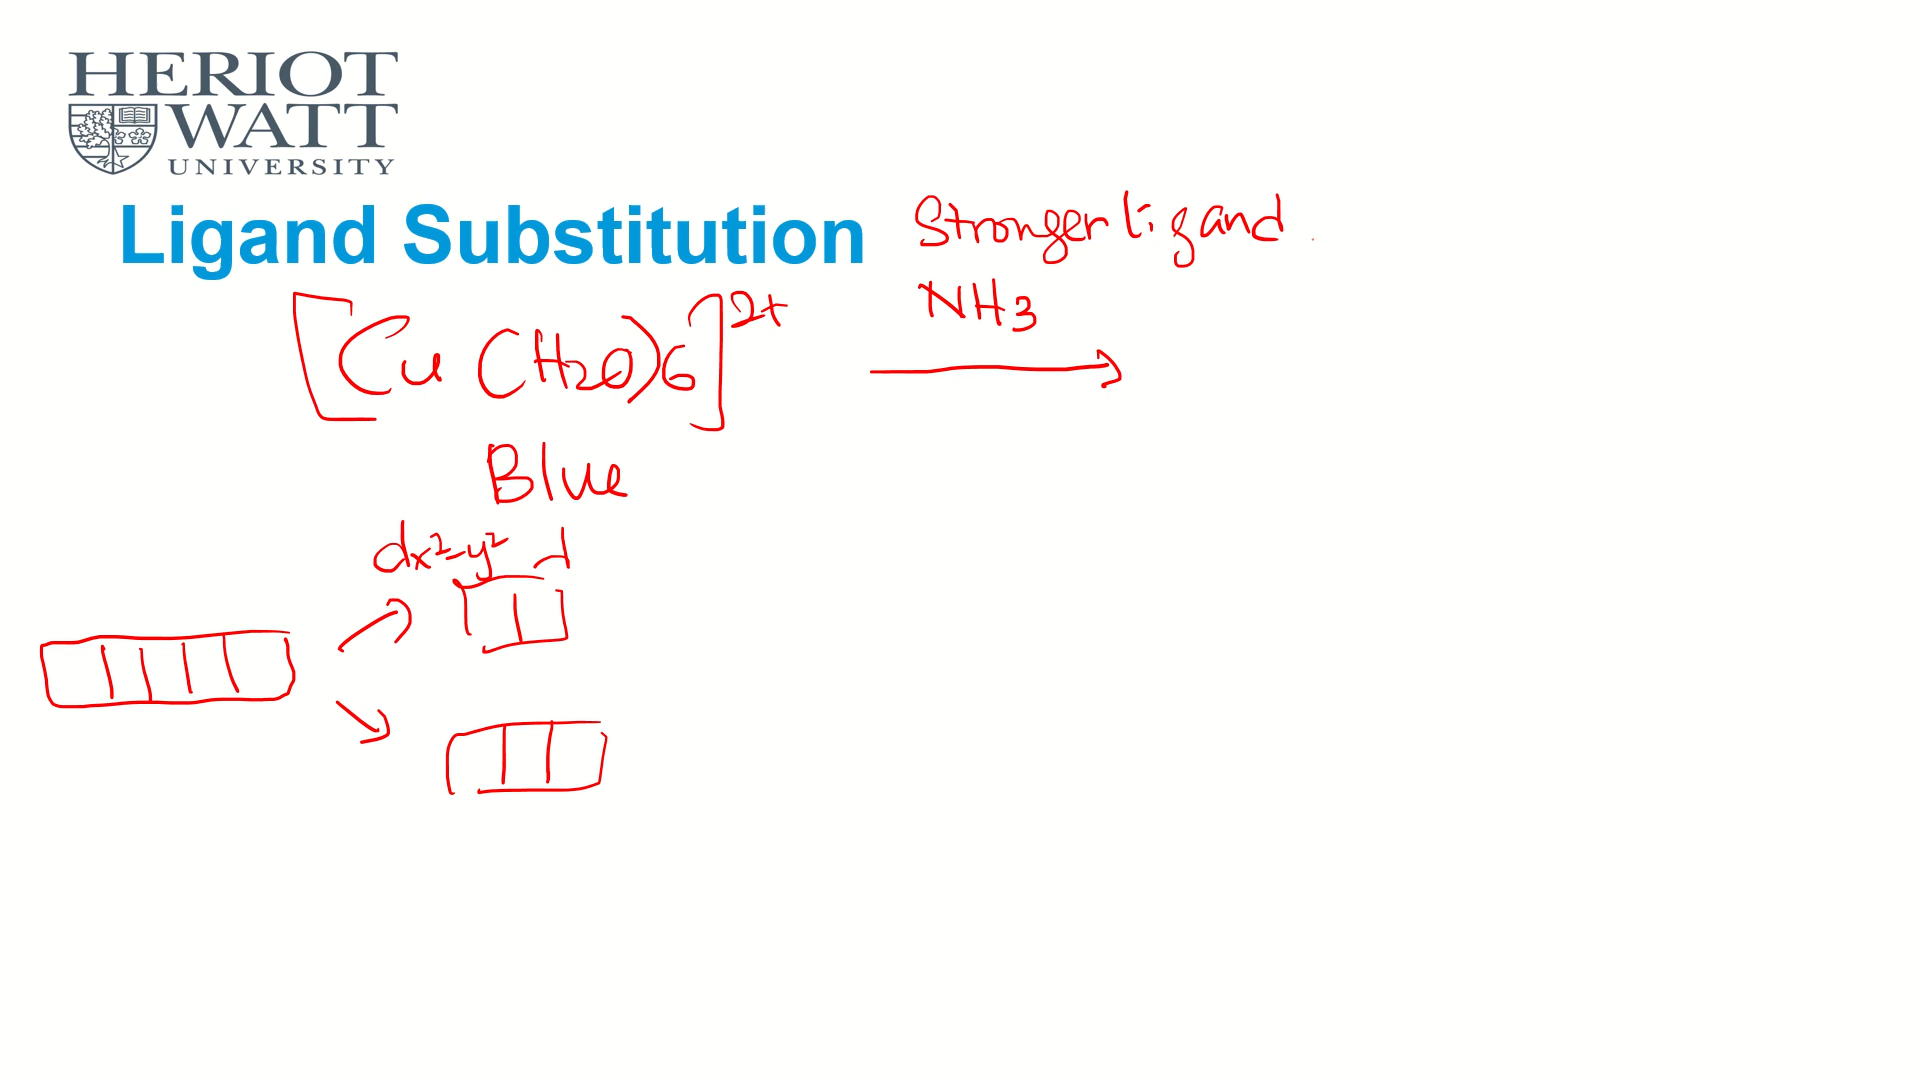 HERIOT
WATT
UNIVERSITY
Ligand Substitution
Stronger ligand
NH3
[Cu (H2O)6]2+
Blue
dx2-y2 d